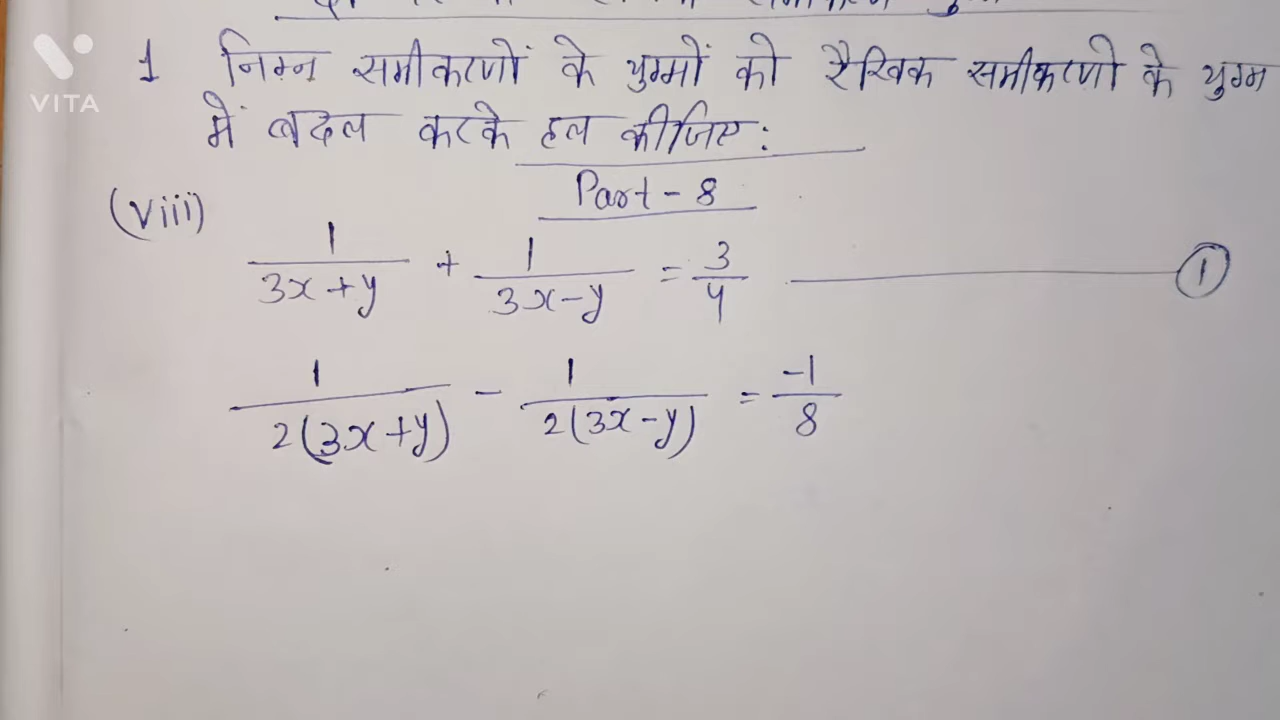 VITA
1 निम्न समीकरणों के युग्मों को रैखिक समीकरणो के युग्म
में बदल करके हल कीजिए:
Part - 8
(viii)
1/(3x+y) + 1/(3x-y) = 3/4 ——— ①
1/(2(3x+y)) - 1/(2(3x-y)) = -1/8